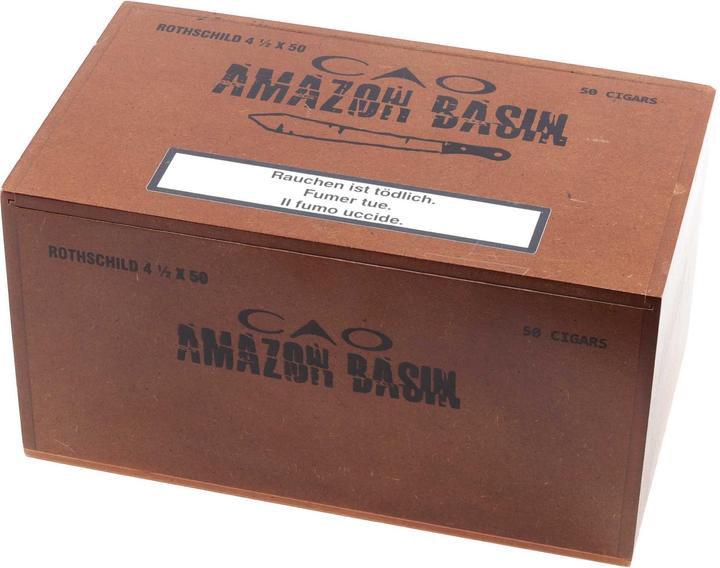 ROTHSCHILD 4 ½ X 50
CAO
50 CIGARS
AMAZON BASIN
Rauchen ist tödlich.
Fumer tue.
Il fumo uccide.
ROTHSCHILD 4 ½ X 50
CAO
50 CIGARS
AMAZON BASIN